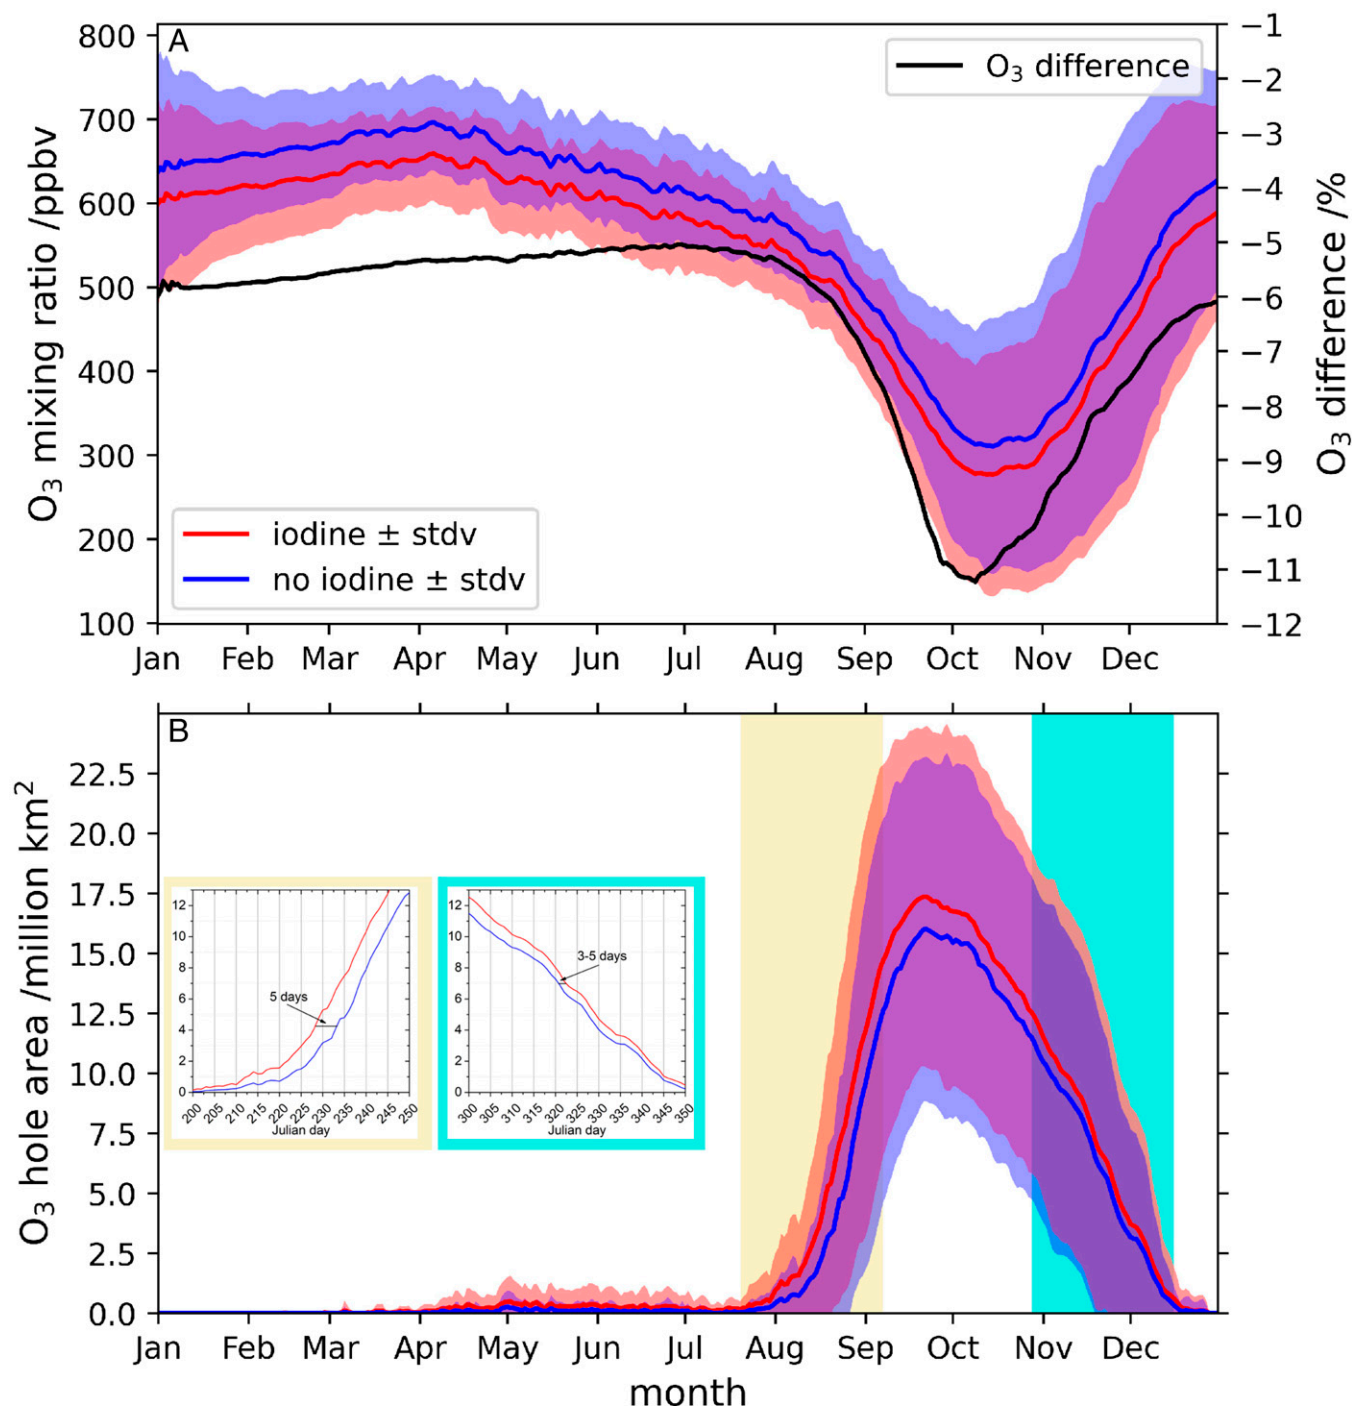 A
O₃ difference
O₃ mixing ratio /ppbv
800
700
600
500
400
300
200
100
−1
−2
−3
−4
−5
−6
−7
−8
−9
−10
−11
−12
O₃ difference /%
iodine ± stdv
no iodine ± stdv
Jan Feb Mar Apr May Jun Jul Aug Sep Oct Nov Dec
B
O₃ hole area /million km²
22.5
20.0
17.5
15.0
12.5
10.0
7.5
5.0
2.5
0.0
12
10
8
6
4
2
0
5 days
200 205 210 215 220 225 230 235 240 245 250
Julian day
12
10
8
6
4
2
0
3-5 days
300 305 310 315 320 325 330 335 340 345 350
Julian day
Jan Feb Mar Apr May Jun Jul Aug Sep Oct Nov Dec
month